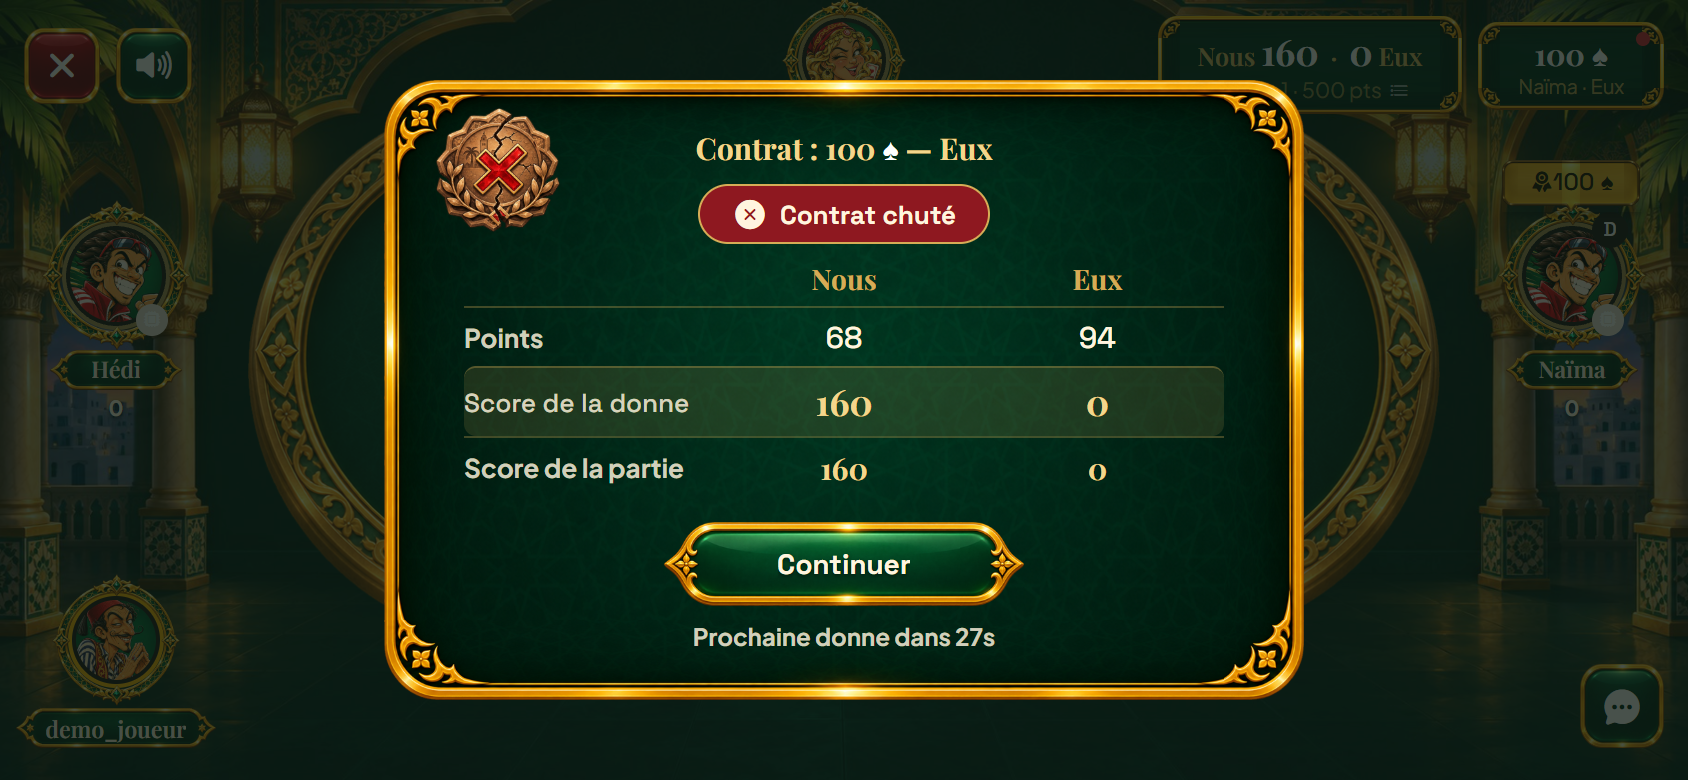 Nous 160 · 0 Eux
1 · 500 pts
100 ♠
Naïma · Eux
Contrat : 100 ♠ — Eux
Contrat chuté
Nous Eux
Points 68 94
Score de la donne 160 0
Score de la partie 160 0
Continuer
Prochaine donne dans 27s
Hédi
0
100 ♠
D
Naïma
0
demo_joueur